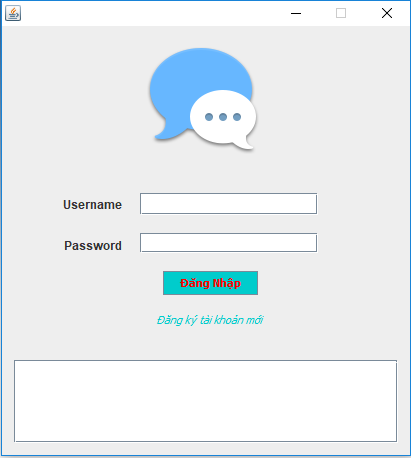 Username
Password
Đăng Nhập
Đăng ký tài khoản mới